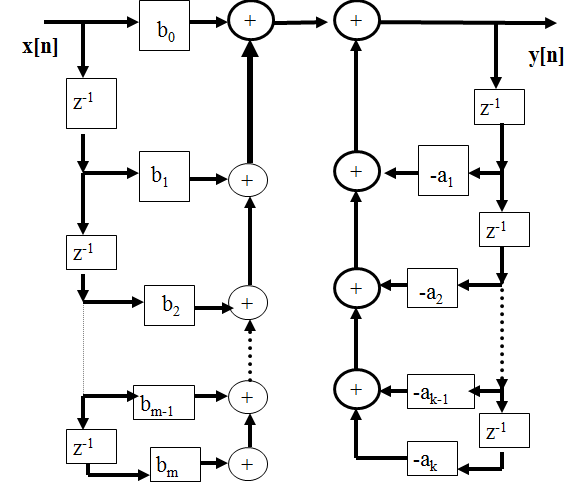 b₀ + +
x[n] y[n]
z⁻¹ z⁻¹
b₁ + + -a₁
z⁻¹ z⁻¹
b₂ + + -a₂
bₘ₋₁ + + -aₖ₋₁
z⁻¹ z⁻¹
bₘ + -aₖ